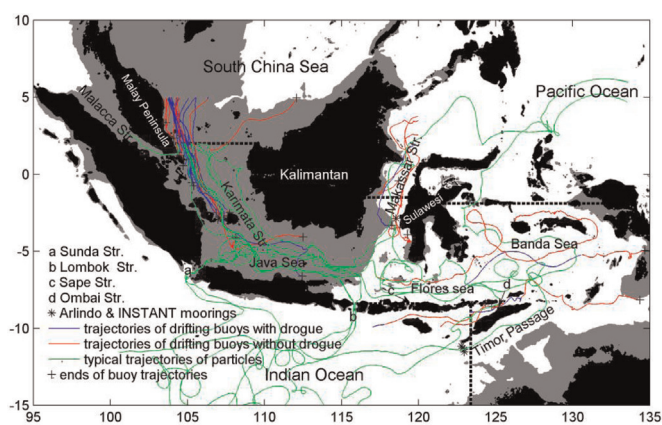 10
5
0
-5
-10
-15
95
100
105
110
115
120
125
130
135
South China Sea
Pacific Ocean
Malay Peninsula
Malacca Str.
Kalimantan
Karimata Str.
Makassar Str.
Sulawesi
Banda Sea
Java Sea
Flores sea
a
b
c
d
Timor Passage
Indian Ocean
a Sunda Str.
b Lombok Str.
c Sape Str.
d Ombai Str.
✳ Arlindo & INSTANT moorings
trajectories of drifting buoys with drogue
trajectories of drifting buoys without drogue
typical trajectories of particles
+ ends of buoy trajectories